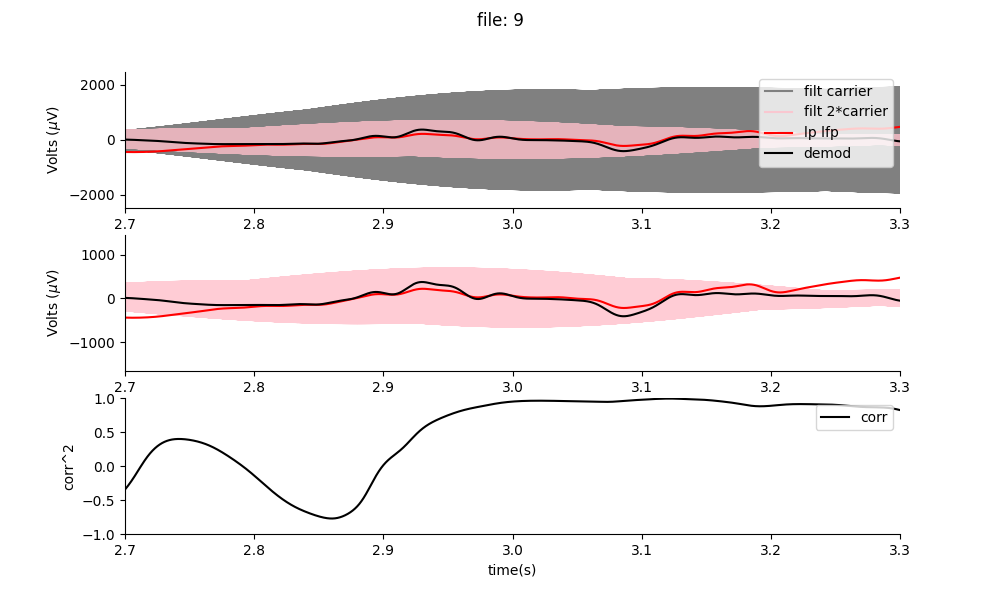 file: 9
Volts (μV)
2000
0
−2000
filt carrier
filt 2*carrier
lp lfp
demod
2.7 2.8 2.9 3.0 3.1 3.2 3.3
Volts (μV)
1000
0
−1000
2.7 2.8 2.9 3.0 3.1 3.2 3.3
corr^2
1.0
0.5
0.0
−0.5
−1.0
corr
2.7 2.8 2.9 3.0 3.1 3.2 3.3
time(s)